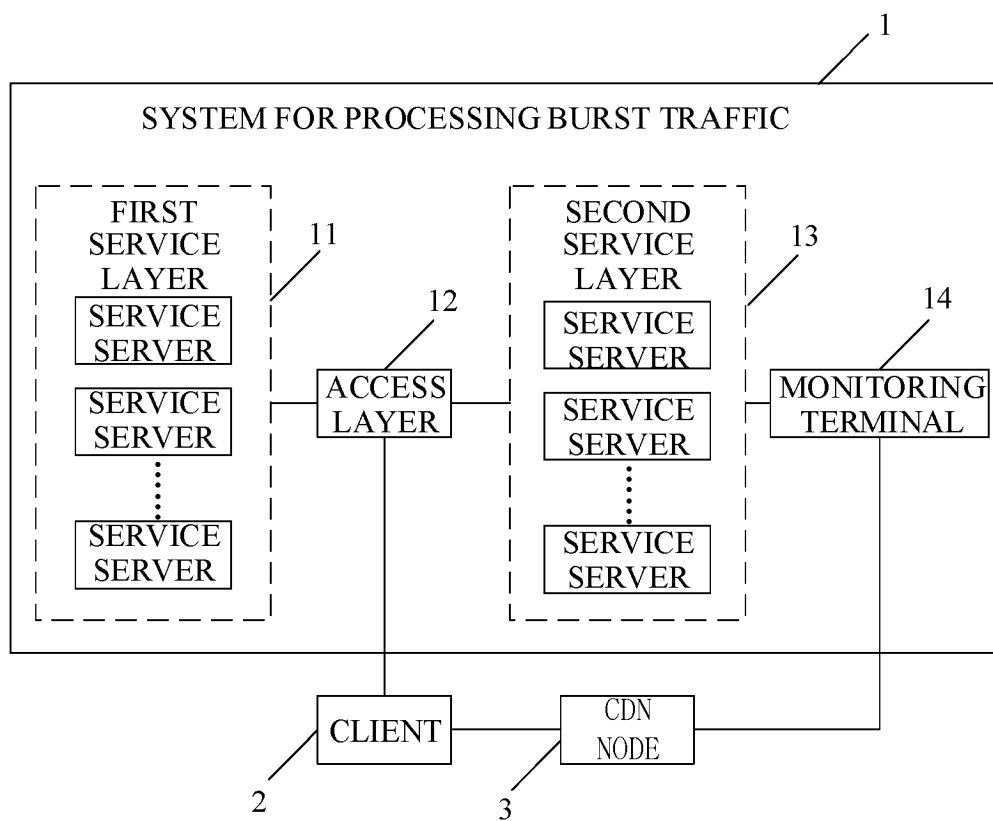 1
SYSTEM FOR PROCESSING BURST TRAFFIC
FIRST
SERVICE
LAYER
11
SERVICE
SERVER
SERVICE
SERVER
SERVICE
SERVER
12
ACCESS
LAYER
SECOND
SERVICE
LAYER
13
SERVICE
SERVER
SERVICE
SERVER
SERVICE
SERVER
14
MONITORING
TERMINAL
CLIENT
2
CDN
NODE
3